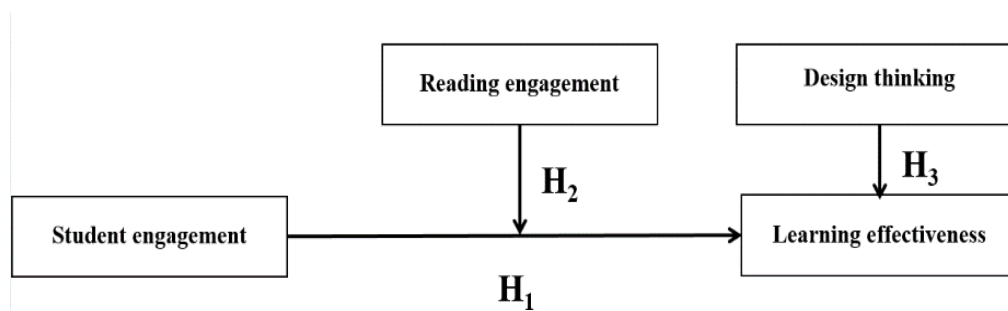 Reading engagement
Design thinking
H₂
H₃
Student engagement
Learning effectiveness
H₁